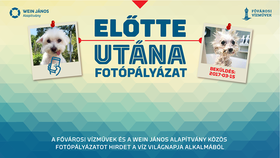 WEIN JÁNOS
Alapítvány
FŐVÁROSI
VÍZMŰVEK
ELŐTTE
UTÁNA
FOTÓPÁLYÁZAT
BEKÜLDÉS:
2017-03-15
A FŐVÁROSI VÍZMŰVEK ÉS A WEIN JÁNOS ALAPÍTVÁNY KÖZÖS
FOTÓPÁLYÁZATOT HIRDET A VÍZ VILÁGNAPJA ALKALMÁBÓL